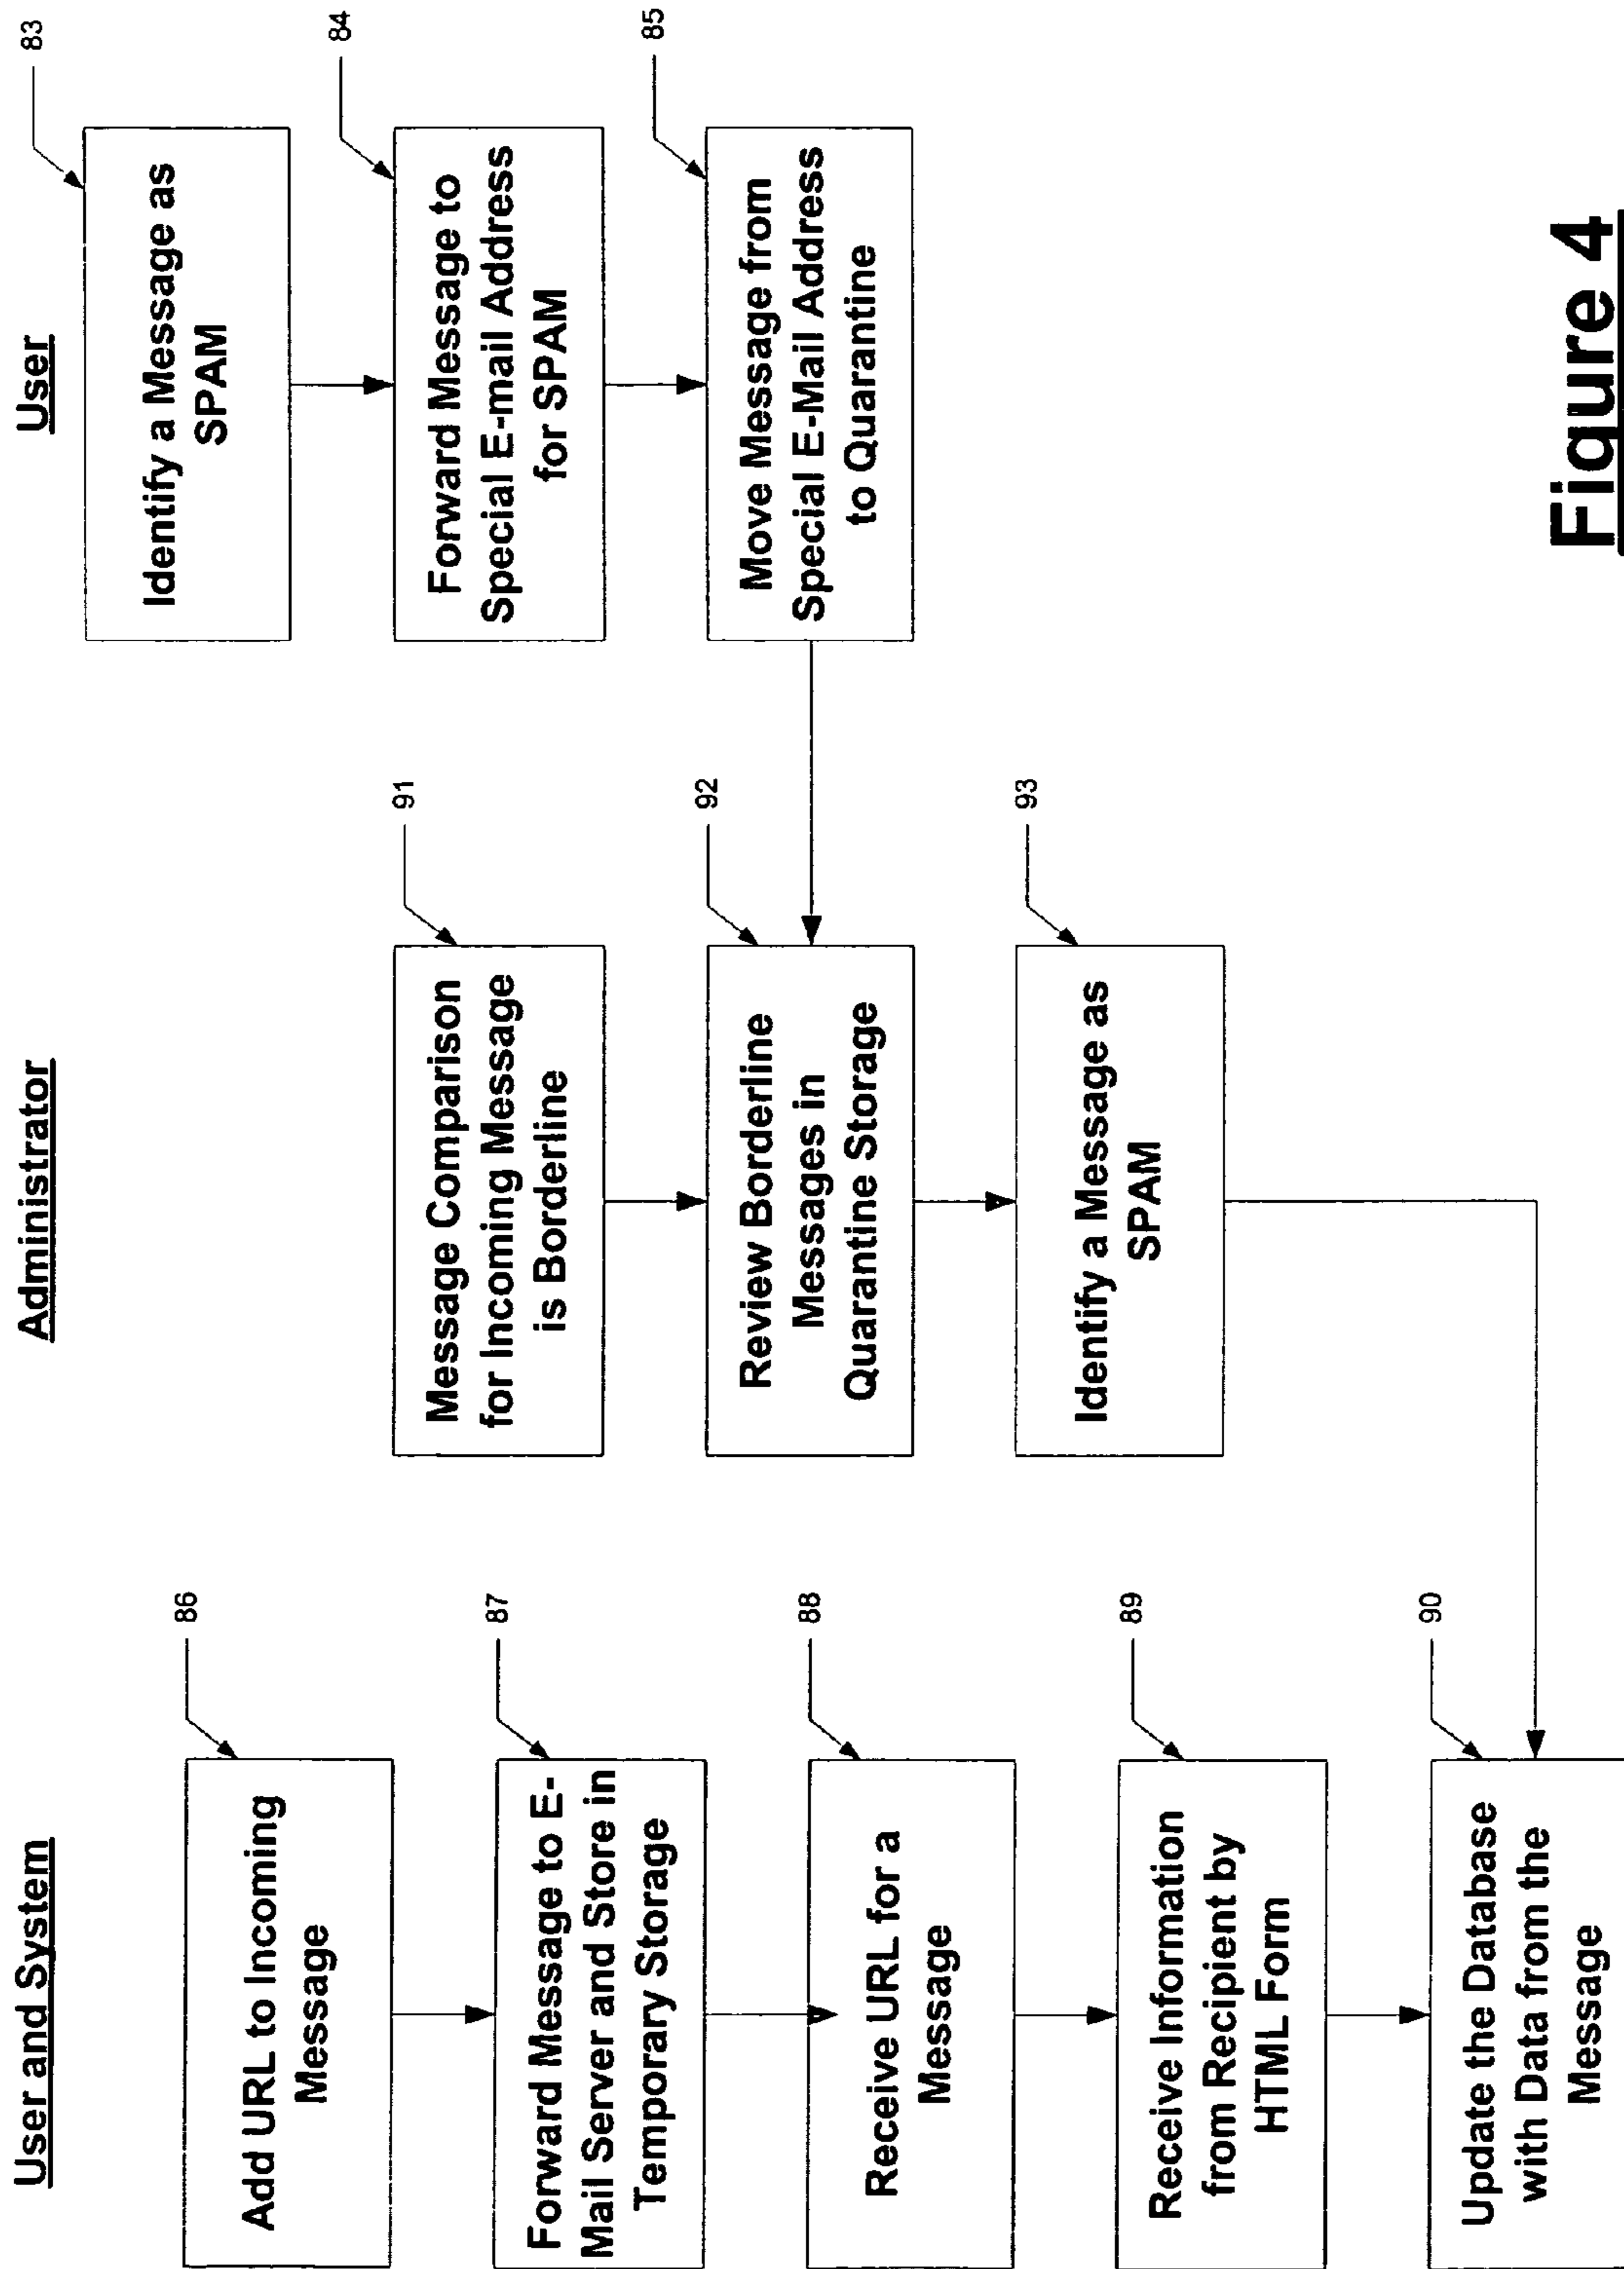 User and System
86
Add URL to Incoming
Message
87
Forward Message to E-
Mail Server and Store in
Temporary Storage
88
Receive URL for a
Message
89
Receive Information
from Recipient by
HTML Form
90
Update the Database
with Data from the
Message
Administrator
91
Message Comparison
for Incoming Message
is Borderline
92
Review Borderline
Messages in
Quarantine Storage
93
Identify a Message as
SPAM
User
83
Identify a Message as
SPAM
84
Forward Message to
Special E-mail Address
for SPAM
85
Move Message from
Special E-Mail Address
to Quarantine
Figure 4